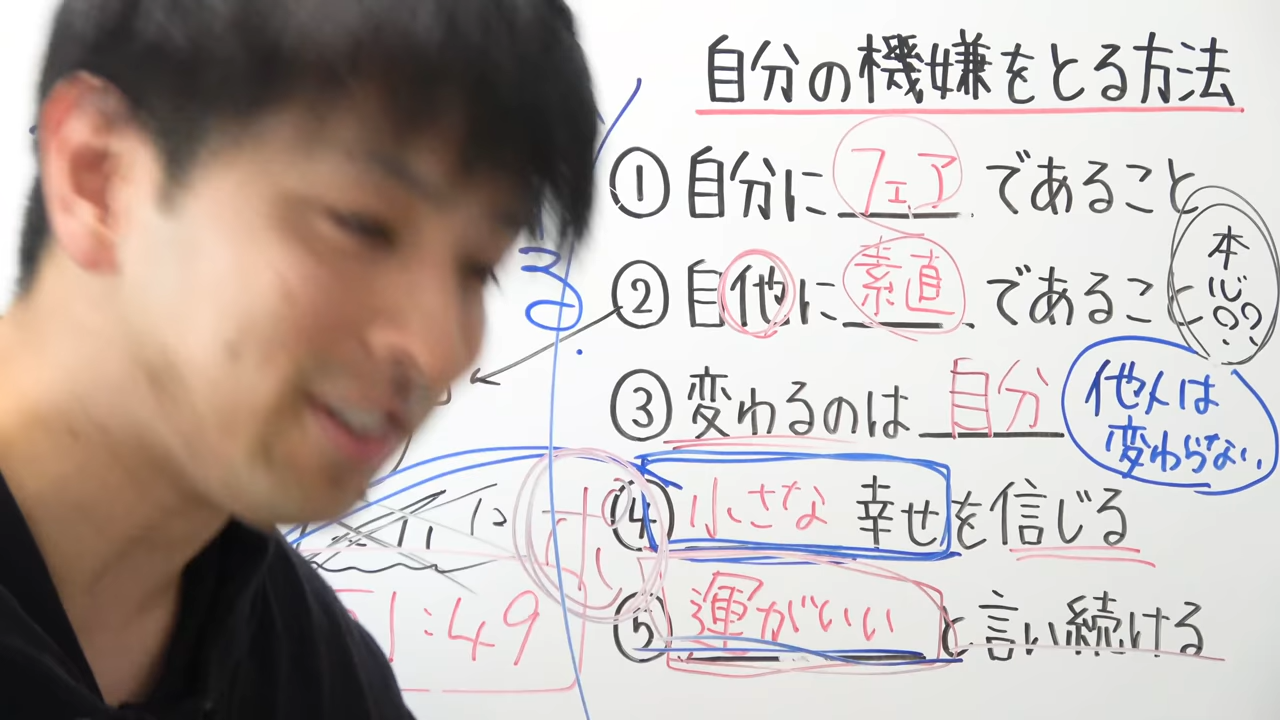 自分の機嫌をとる方法
① 自分に フェア であること
② 自他に 素直 であること
本心??
③ 変わるのは 自分
他人は
変わらない
④ 小さな 幸せを信じる
⑤ 運がいい と言い続ける
る
に
51:49